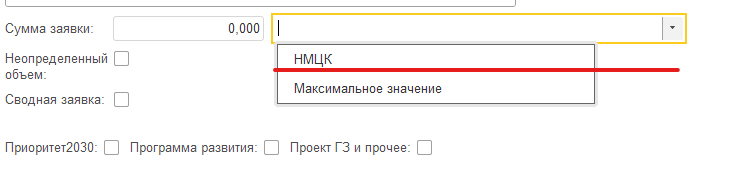 Сумма заявки: 0,000
НМЦК
Неопределенный объем:
Максимальное значение
Сводная заявка:
Приоритет2030: Программа развития: Проект ГЗ и прочее: